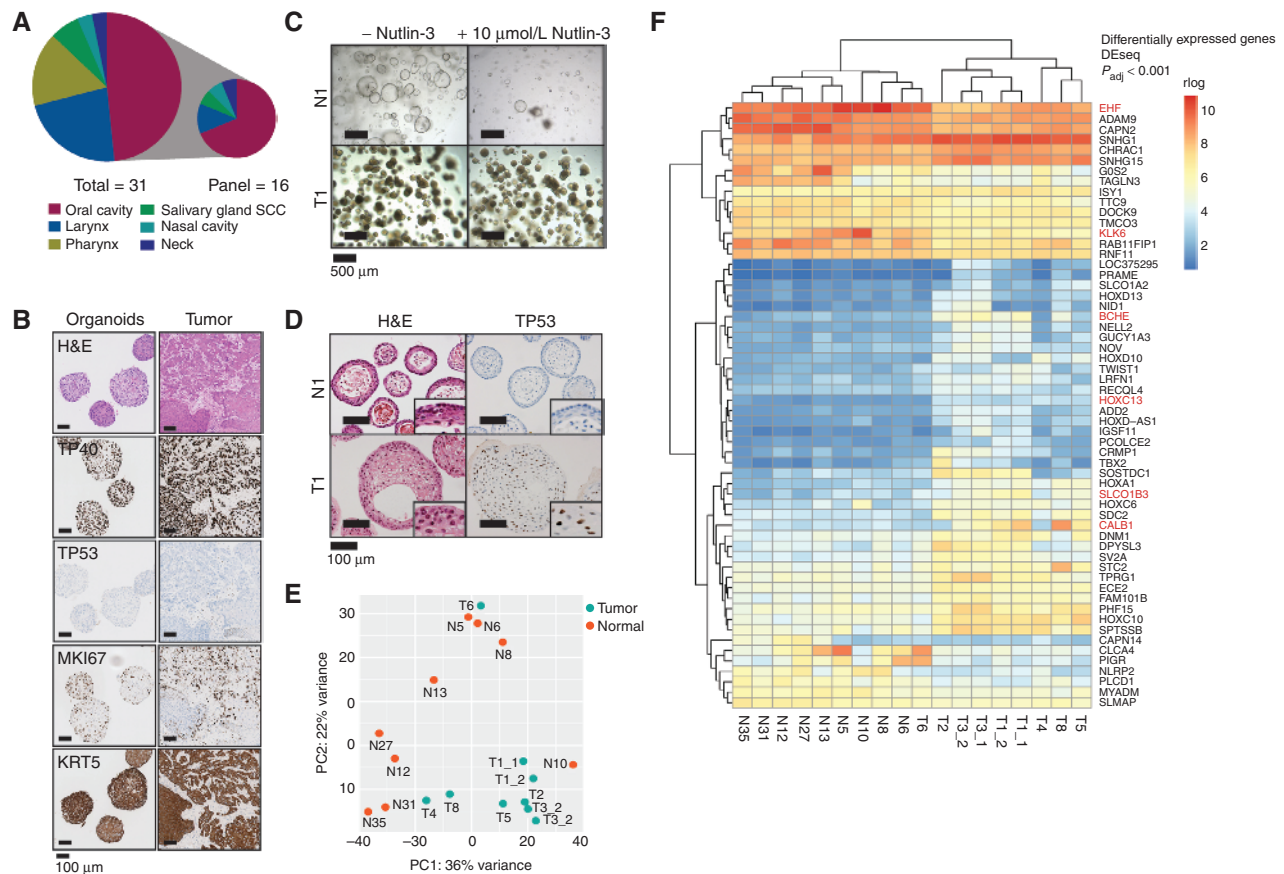 A
Total = 31
Panel = 16
Oral cavity
Larynx
Pharynx
Salivary gland SCC
Nasal cavity
Neck
B
Organoids
Tumor
H&E
TP40
TP53
MKI67
KRT5
100 μm
C
– Nutlin-3
+ 10 μmol/L Nutlin-3
N1
T1
500 μm
D
H&E
TP53
N1
T1
100 μm
E
PC2: 22% variance
30
20
0
0
10
T6
N5
N6
N8
N13
N27
N12
N31
N35
T4
T8
T1_1
N10
T1_2
T2
T3_2
T5
T3_2
Tumor
Normal
–40
–30
0
20
40
PC1: 36% variance
F
Differentially expressed genes
DEseq
Padj < 0.001
rlog
10
8
6
4
2
EHF
ADAM9
CAPN2
SNHG1
CHRAC1
SNHG15
G0S2
TAGLN3
ISY1
TTC9
DOCK9
TMCO3
KLK6
RAB11FIP1
RNF11
LOC375295
PRAME
SLCO1A2
HOXD13
NID1
BCHE
NELL2
GUCY1A3
NOV
HOXD10
TWIST1
LRFN1
RECQL4
HOXC13
ADD2
HOXD–AS1
IGSF11
PCOLCE2
CRMP1
TBX2
SOSTDC1
HOXA1
SLCO1B3
HOXC6
SDC2
CALB1
DNM1
DPYSL3
SV2A
STC2
TPRG1
ECE2
FAM101B
PHF15
HOXC10
SPTSSB
CAPN14
CLCA4
PIGR
NLRP2
PLCD1
MYADM
SLMAP
N35
N31
N12
N27
N13
N5
N10
N8
N6
T6
T2
T3_2
T3_1
T1_2
T1_1
T4
T8
T5